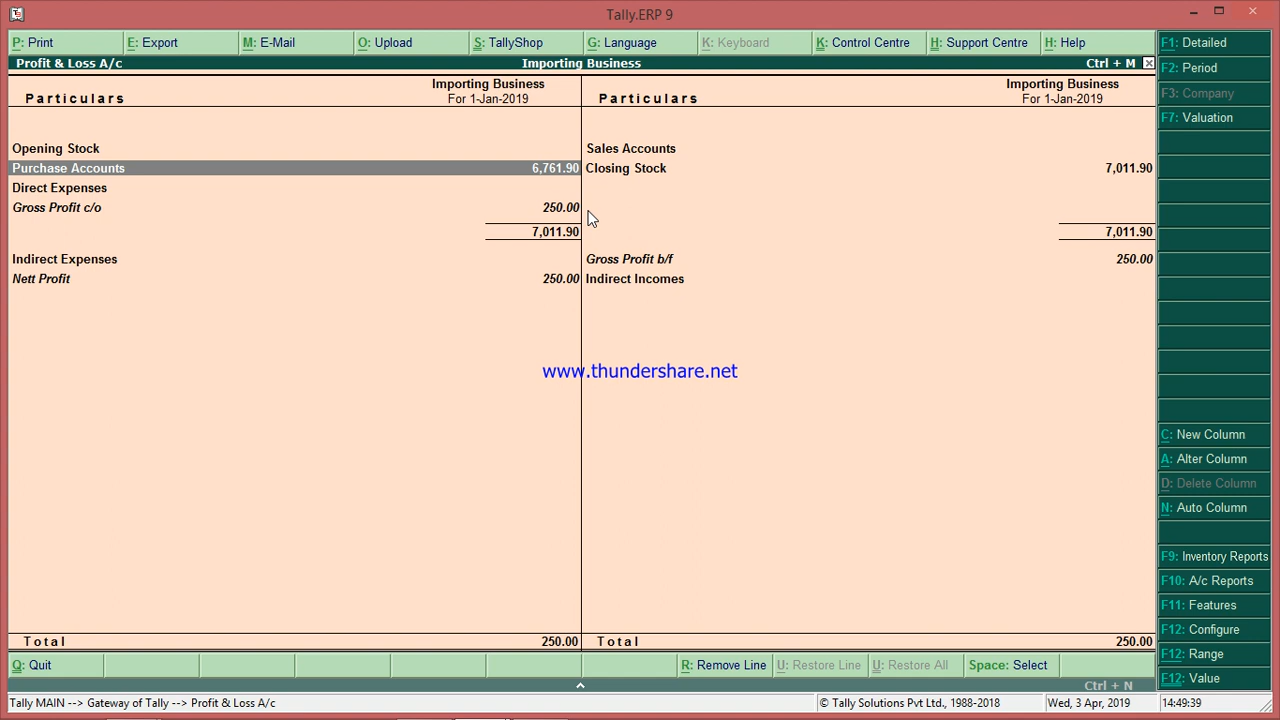 Tally.ERP 9
P: Print E: Export M: E-Mail O: Upload S: TallyShop G: Language K: Keyboard K: Control Centre H: Support Centre H: Help
Profit & Loss A/c Importing Business Ctrl + M
Particulars Importing Business Particulars Importing Business
For 1-Jan-2019 For 1-Jan-2019
Opening Stock Sales Accounts
Purchase Accounts 6,761.90 Closing Stock 7,011.90
Direct Expenses
Gross Profit c/o 250.00
7,011.90 7,011.90
Indirect Expenses Gross Profit b/f 250.00
Nett Profit 250.00 Indirect Incomes
www.thundershare.net
Total 250.00 Total 250.00
Q: Quit R: Remove Line U: Restore Line U: Restore All Space: Select
Ctrl + N
Tally MAIN --> Gateway of Tally --> Profit & Loss A/c © Tally Solutions Pvt Ltd., 1988-2018 Wed, 3 Apr, 2019 14:49:39
F1: Detailed
F2: Period
F3: Company
F7: Valuation
C: New Column
A: Alter Column
D: Delete Column
N: Auto Column
F9: Inventory Reports
F10: A/c Reports
F11: Features
F12: Configure
F12: Range
F12: Value